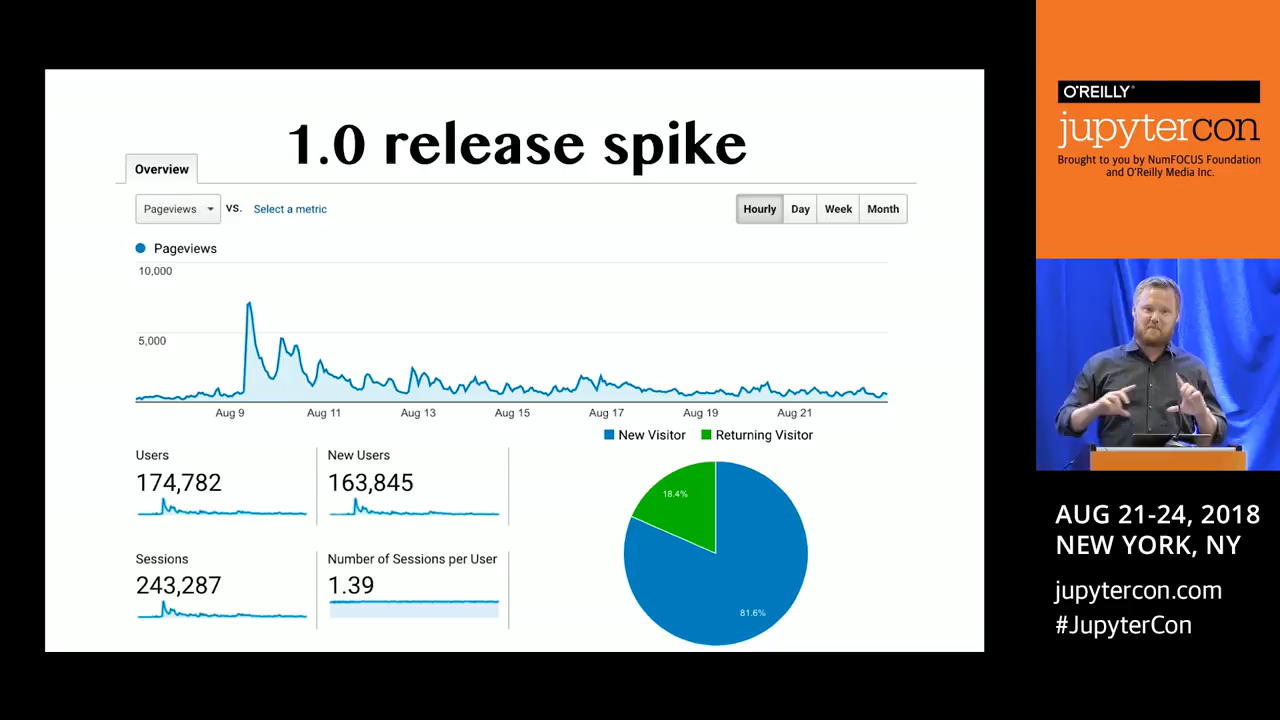 1.0 release spike
Overview
Pageviews
VS.
Select a metric
Hourly
Day
Week
Month
Pageviews
10,000
5,000
Aug 9
Aug 11
Aug 13
Aug 15
Aug 17
Aug 19
Aug 21
New Visitor
Returning Visitor
Users
174,782
New Users
163,845
Sessions
243,287
Number of Sessions per User
1.39
18.4%
81.6%
O'REILLY®
jupytercon
Brought to you by NumFOCUS Foundation
and O'Reilly Media Inc.
AUG 21-24, 2018
NEW YORK, NY
jupytercon.com
#JupyterCon